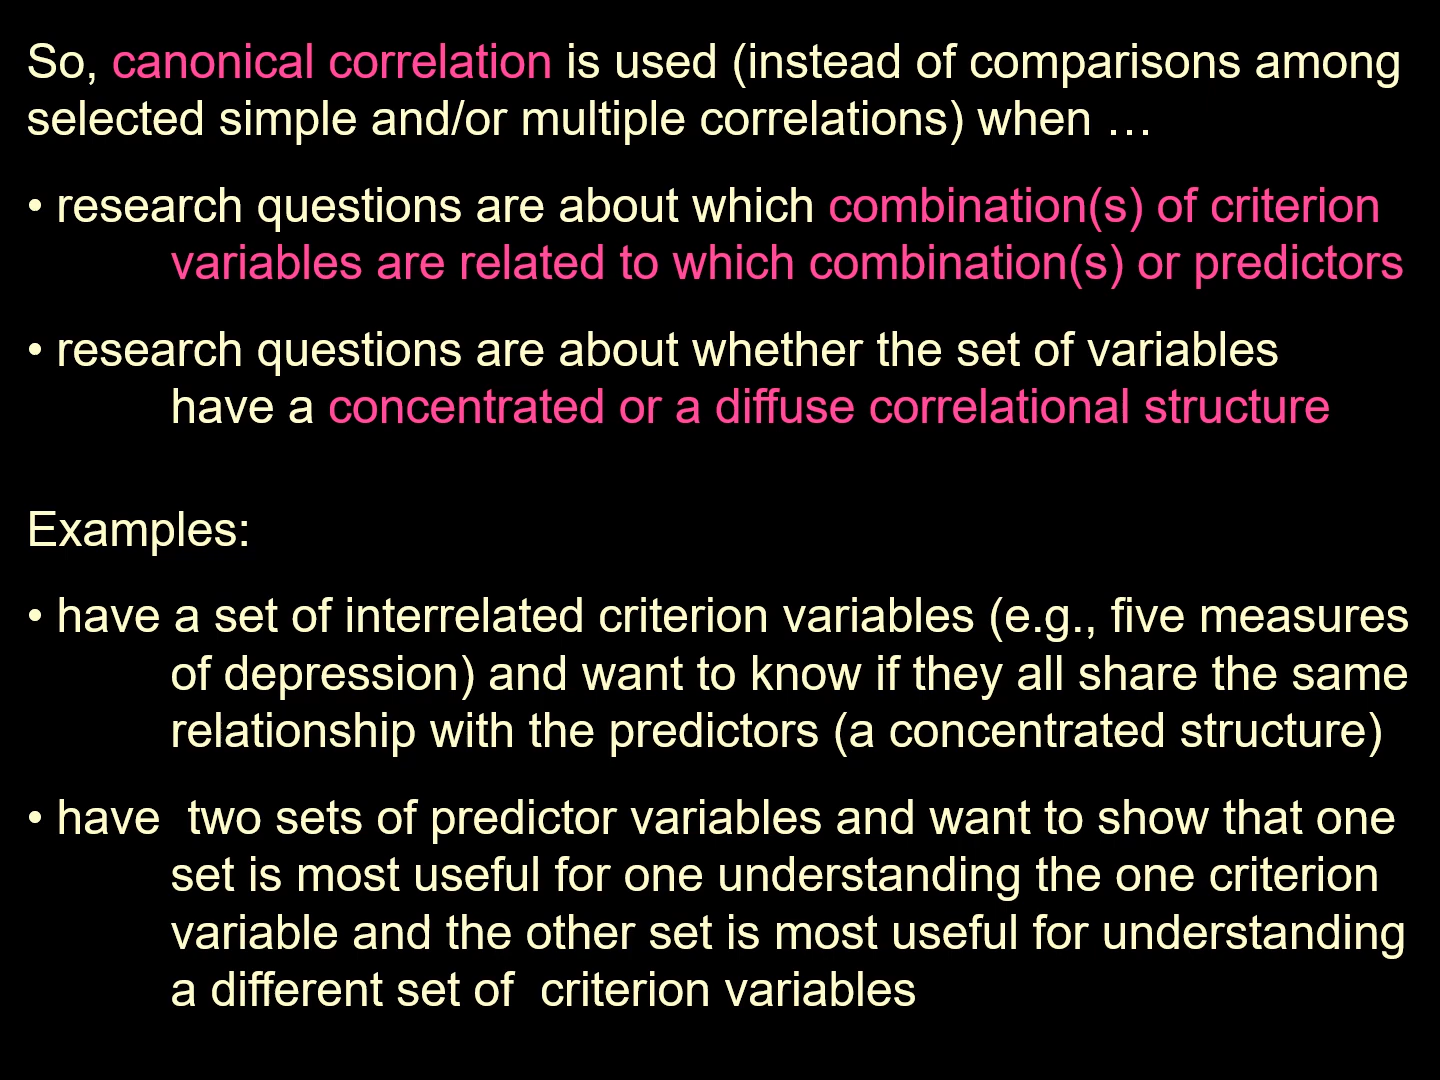 So, canonical correlation is used (instead of comparisons among
selected simple and/or multiple correlations) when …
• research questions are about which combination(s) of criterion
variables are related to which combination(s) or predictors
• research questions are about whether the set of variables
have a concentrated or a diffuse correlational structure
Examples:
• have a set of interrelated criterion variables (e.g., five measures
of depression) and want to know if they all share the same
relationship with the predictors (a concentrated structure)
• have  two sets of predictor variables and want to show that one
set is most useful for one understanding the one criterion
variable and the other set is most useful for understanding
a different set of  criterion variables